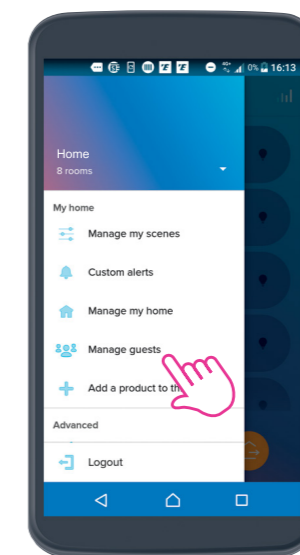 0% 16:13
Home
8 rooms
My home
Manage my scenes
Custom alerts
Manage my home
Manage guests
Add a product to th
Advanced
Logout